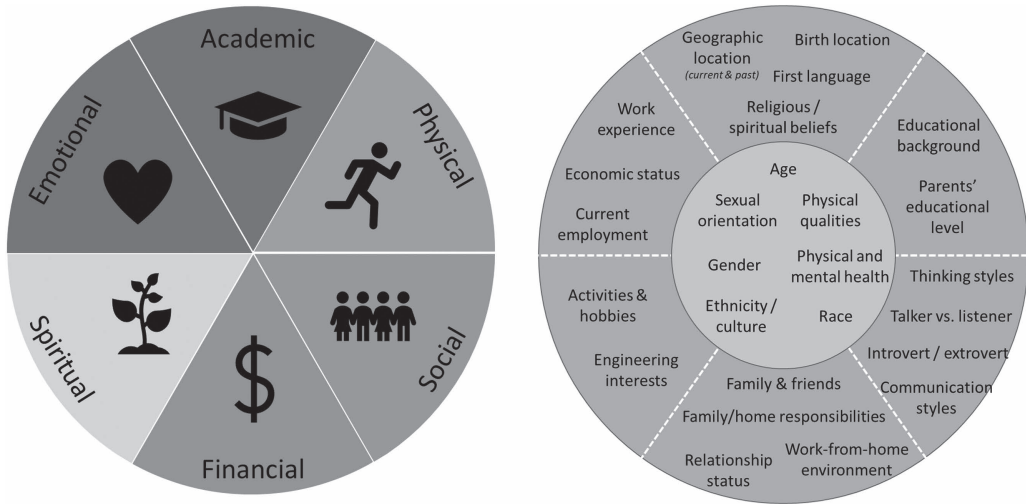 Academic
Physical
Social
Financial
Spiritual
Emotional
$
Geographic
location
(current & past)
Birth location
First language
Religious /
spiritual beliefs
Educational
background
Parents’
educational
level
Thinking styles
Talker vs. listener
Introvert / extrovert
Communication
styles
Family & friends
Family/home responsibilities
Work-from-home
environment
Relationship
status
Engineering
interests
Activities &
hobbies
Current
employment
Economic status
Work
experience
Age
Sexual
orientation
Physical
qualities
Gender
Physical and
mental health
Ethnicity /
culture
Race